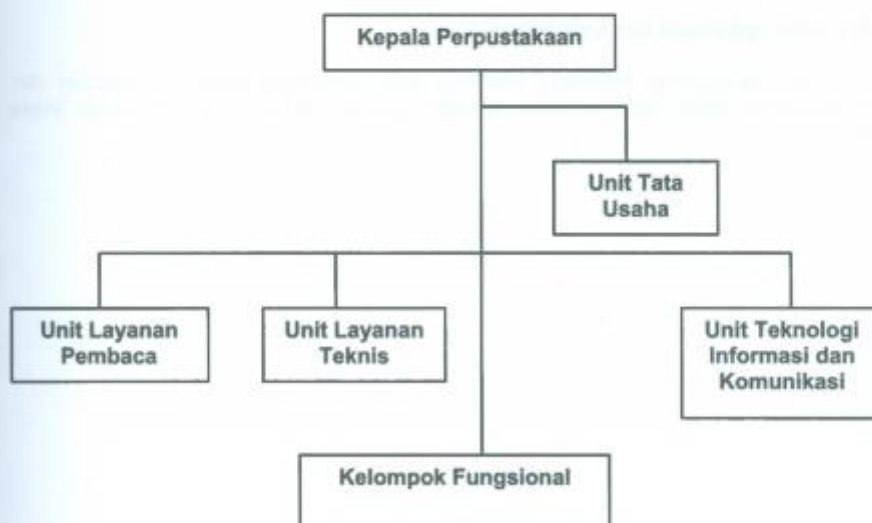 Kepala Perpustakaan
Unit Tata
Usaha
Unit Layanan
Pembaca
Unit Layanan
Teknis
Unit Teknologi
Informasi dan
Komunikasi
Kelompok Fungsional